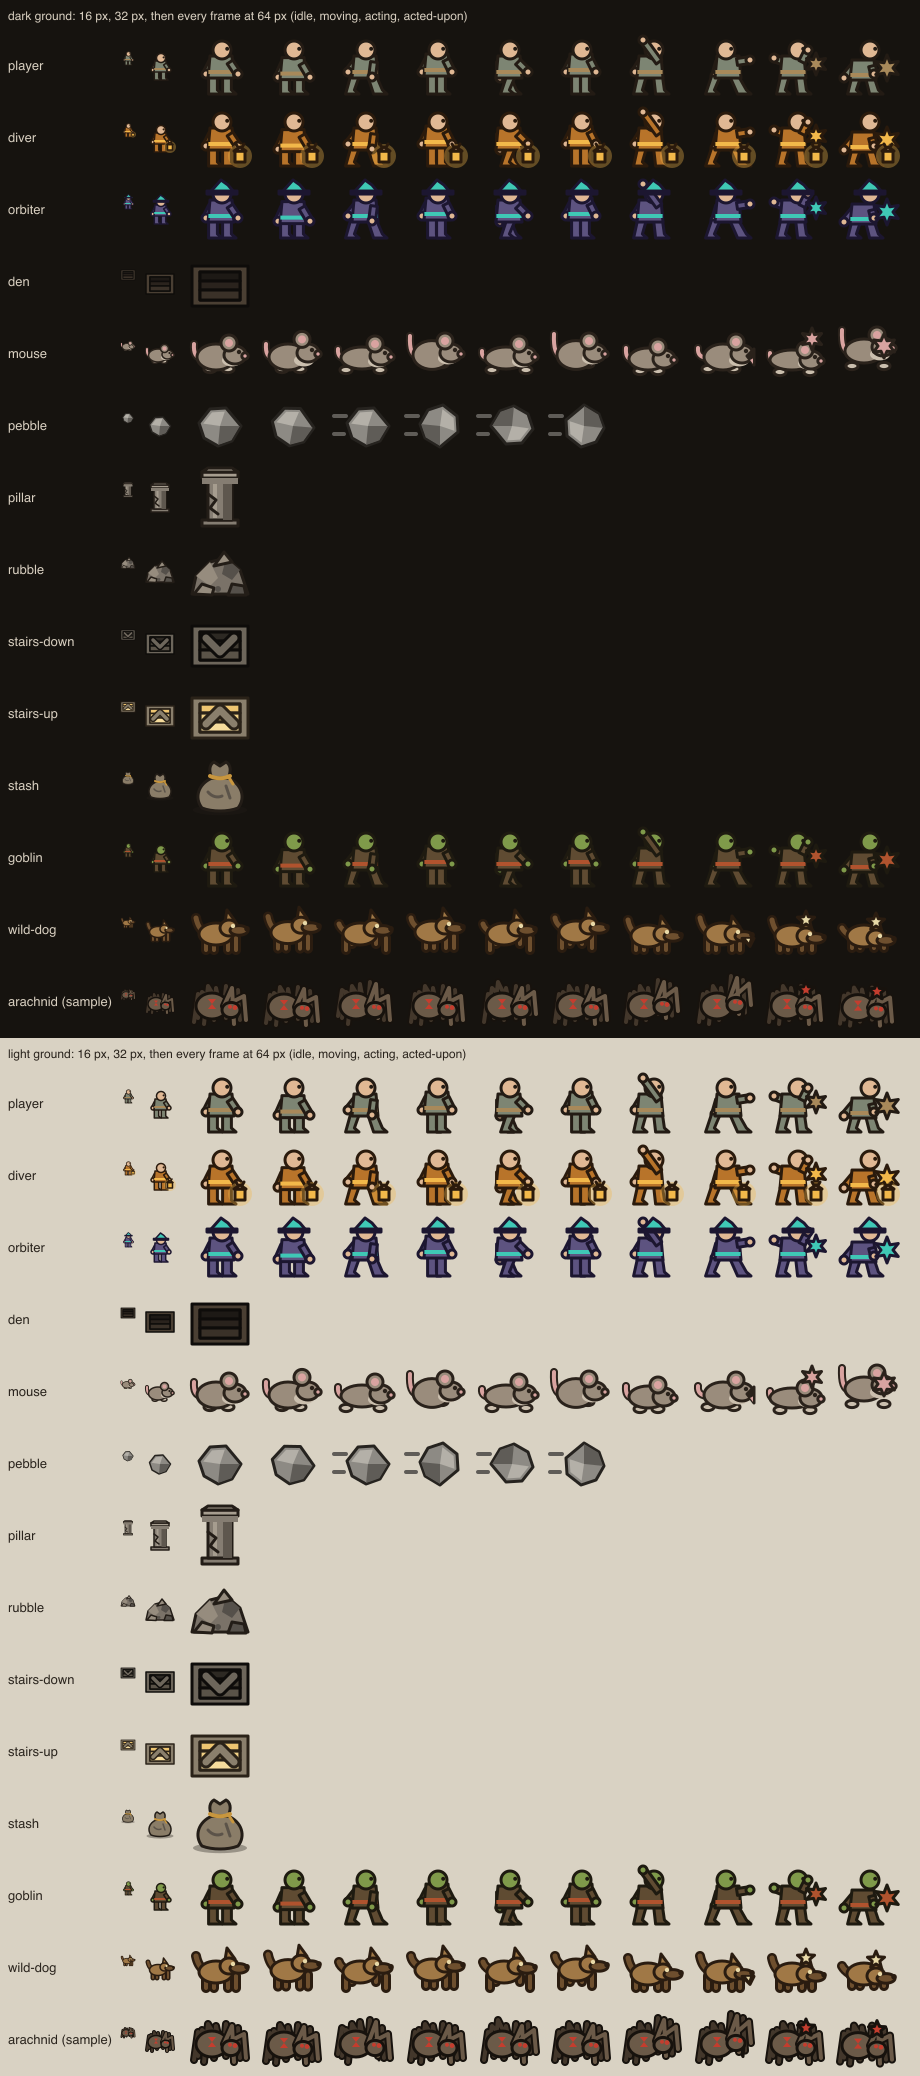 dark ground: 16 px, 32 px, then every frame at 64 px (idle, moving, acting, acted-upon)
player
diver
orbiter
den
mouse
pebble
pillar
rubble
stairs-down
stairs-up
stash
goblin
wild-dog
arachnid (sample)
light ground: 16 px, 32 px, then every frame at 64 px (idle, moving, acting, acted-upon)
player
diver
orbiter
den
mouse
pebble
pillar
rubble
stairs-down
stairs-up
stash
goblin
wild-dog
arachnid (sample)